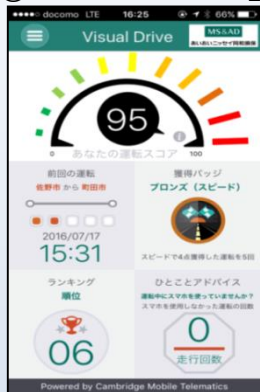 docomo LTE 16:25 66%
Visual Drive
MS&AD
あいおいニッセイ同和損保
95
0 100
あなたの運転スコア
前回の運転
佐野市 から 町田市
2016/07/17
15:31
獲得バッジ
ブロンズ（スピード）
スピードで4点獲得した運転を5回
ランキング
順位
06
ひとことアドバイス
運転中にスマホを使っていませんか？
スマホを使用しなかった運転の回数
0
走行回数
Powered by Cambridge Mobile Telematics